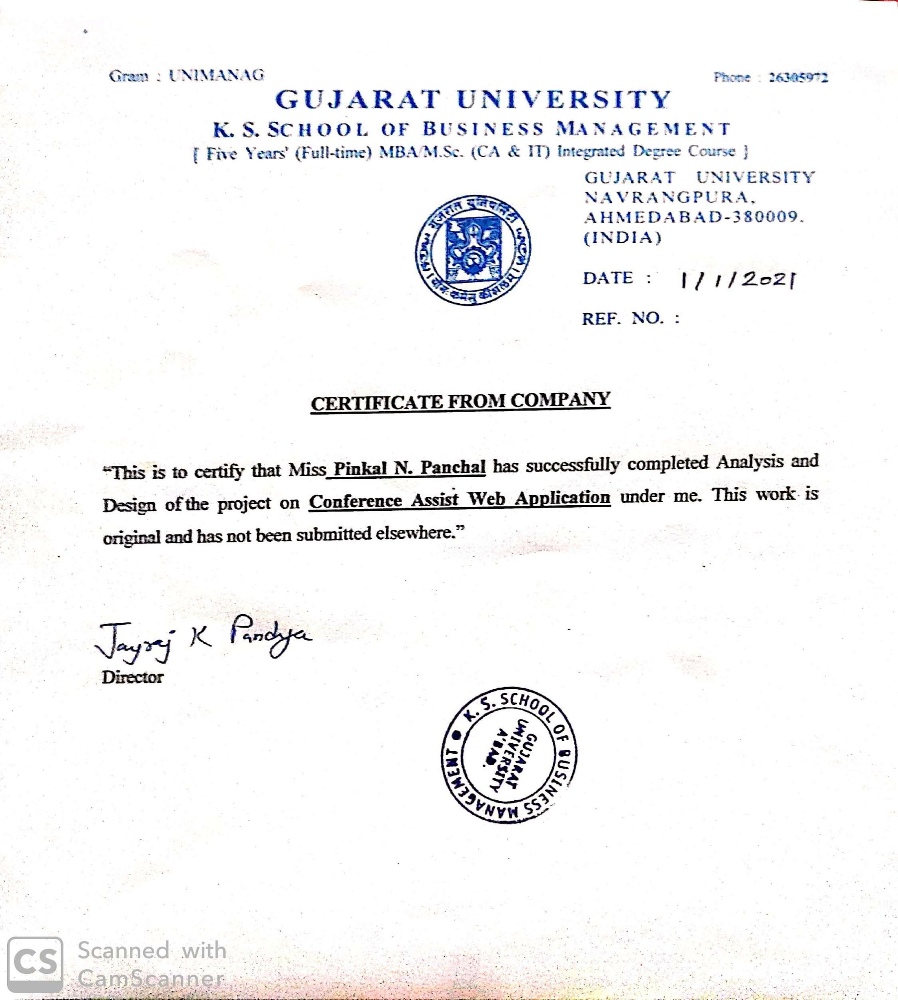 Gram : UNIMANAG
Phone : 26305972
GUJARAT UNIVERSITY
K. S. SCHOOL OF BUSINESS MANAGEMENT
[ Five Years' (Full-time) MBA/M.Sc. (CA & IT) Integrated Degree Course ]
GUJARAT UNIVERSITY
NAVRANGPURA,
AHMEDABAD-380009.
(INDIA)
गुजरात युनिवर्सिटी
योगः कर्मसु कौशलम्
DATE : 1/1/2021
REF. NO. :
CERTIFICATE FROM COMPANY
“This is to certify that Miss Pinkal N. Panchal has successfully completed Analysis and
Design of the project on Conference Assist Web Application under me. This work is
original and has not been submitted elsewhere.”
Jayraj K Pandya
Director
K. S. SCHOOL OF BUSINESS MANAGEMENT
GUJARAT
UNIVERSITY
A'BAD.
CS
Scanned with
CamScanner